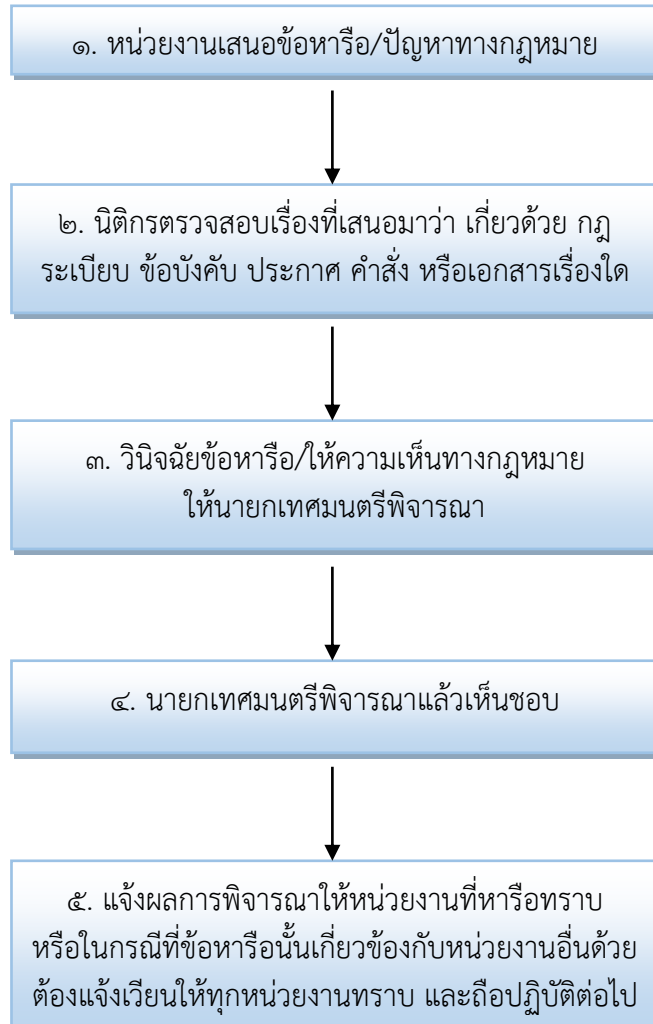 ๑. หน่วยงานเสนอข้อหารือ/ปัญหาทางกฎหมาย
๒. นิติกรตรวจสอบเรื่องที่เสนอมาว่า เกี่ยวด้วย กฎ
ระเบียบ ข้อบังคับ ประกาศ คำสั่ง หรือเอกสารเรื่องใด
๓. วินิจฉัยข้อหารือ/ให้ความเห็นทางกฎหมาย
ให้นายกเทศมนตรีพิจารณา
๔. นายกเทศมนตรีพิจารณาแล้วเห็นชอบ
๕. แจ้งผลการพิจารณาให้หน่วยงานที่หารือทราบ
หรือในกรณีที่ข้อหารือนั้นเกี่ยวข้องกับหน่วยงานอื่นด้วย
ต้องแจ้งเวียนให้ทุกหน่วยงานทราบ และถือปฏิบัติต่อไป